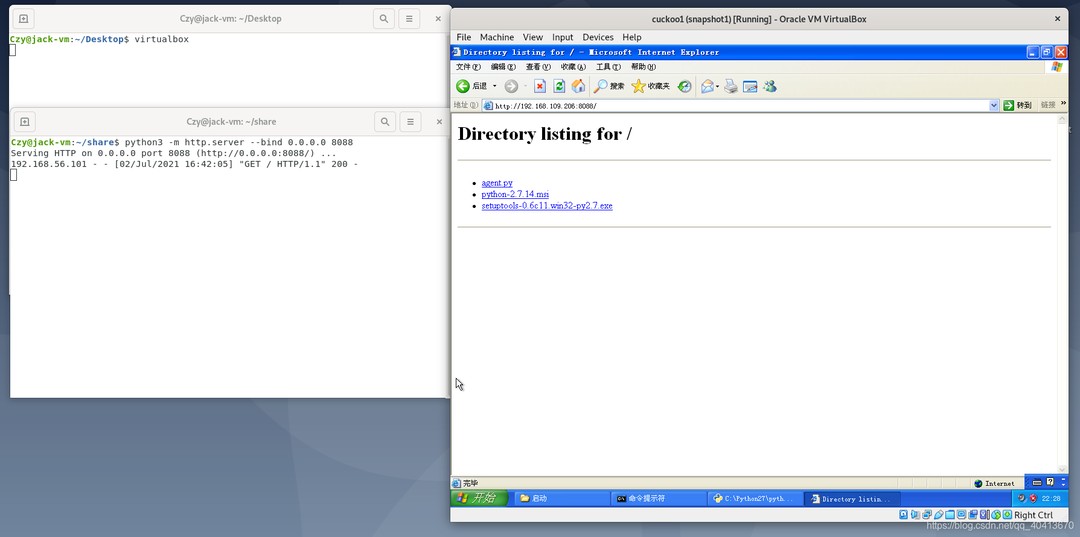 Czy@jack-vm: ~/Desktop
Czy@jack-vm:~/Desktop$ virtualbox
Czy@jack-vm: ~/share
Czy@jack-vm:~/share$ python3 -m http.server --bind 0.0.0.0 8088
Serving HTTP on 0.0.0.0 port 8088 (http://0.0.0.0:8088/) ...
192.168.56.101 - - [02/Jul/2021 16:42:05] "GET / HTTP/1.1" 200 -
cuckoo1 (snapshot1) [Running] - Oracle VM VirtualBox
File Machine View Input Devices Help
Directory listing for / - Microsoft Internet Explorer
文件(F) 编辑(E) 查看(V) 收藏(A) 工具(T) 帮助(H)
后退 搜索 收藏夹
地址(D) http://192.168.109.206:8088/ 转到 链接 »
Directory listing for /
agent.py
python-2.7.14.msi
setuptools-0.6c11.win32-py2.7.exe
完毕 Internet
开始 启动 命令提示符 C:\Python27\pyth... Directory listin... 22:28
Right Ctrl
https://blog.csdn.net/qq_40413670